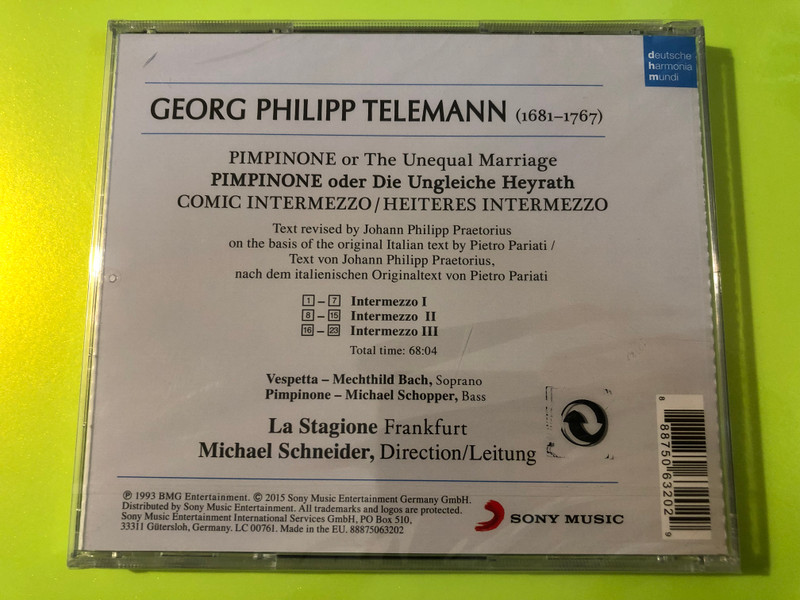 deutsche
harmonia
mundi
GEORG PHILIPP TELEMANN (1681–1767)
PIMPINONE or The Unequal Marriage
PIMPINONE oder Die Ungleiche Heyrath
COMIC INTERMEZZO / HEITERES INTERMEZZO
Text revised by Johann Philipp Praetorius
on the basis of the original Italian text by Pietro Pariati /
Text von Johann Philipp Praetorius,
nach dem italienischen Originaltext von Pietro Pariati
1 – 7 Intermezzo I
8 – 15 Intermezzo II
16 – 23 Intermezzo III
Total time: 68:04
Vespetta – Mechthild Bach, Soprano
Pimpinone – Michael Schopper, Bass
La Stagione Frankfurt
Michael Schneider, Direction/Leitung
8 88750 63202 9
℗ 1993 BMG Entertainment. © 2015 Sony Music Entertainment Germany GmbH.
Distributed by Sony Music Entertainment. All trademarks and logos are protected.
Sony Music Entertainment International Services GmbH, PO Box 510,
33311 Gütersloh, Germany. LC 00761. Made in the EU. 88875063202
SONY MUSIC